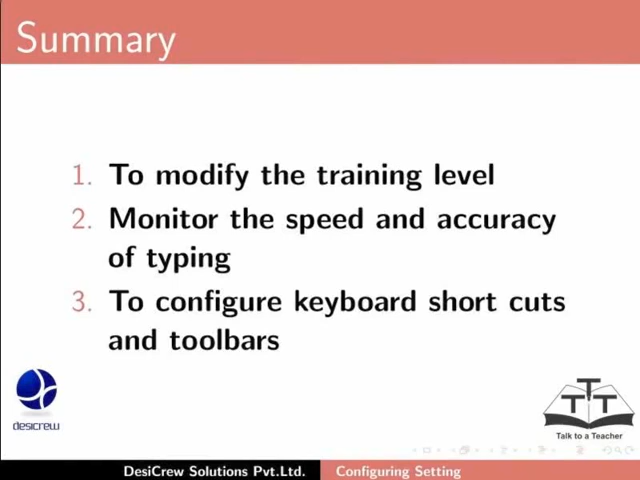 Summary
1. To modify the training level
2. Monitor the speed and accuracy
of typing
3. To configure keyboard short cuts
and toolbars
desicrew
T T T
Talk to a Teacher
DesiCrew Solutions Pvt.Ltd. Configuring Setting